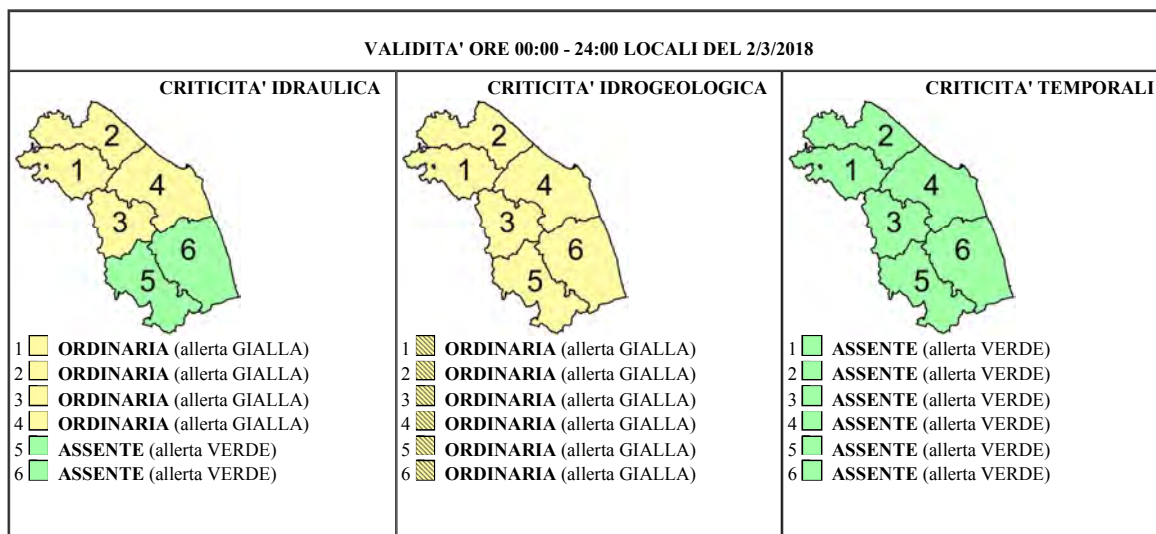 VALIDITA' ORE 00:00 - 24:00 LOCALI DEL 2/3/2018
CRITICITA' IDRAULICA
2
1
4
3
6
5
1 ORDINARIA (allerta GIALLA)
2 ORDINARIA (allerta GIALLA)
3 ORDINARIA (allerta GIALLA)
4 ORDINARIA (allerta GIALLA)
5 ASSENTE (allerta VERDE)
6 ASSENTE (allerta VERDE)
CRITICITA' IDROGEOLOGICA
2
1
4
3
6
5
1 ORDINARIA (allerta GIALLA)
2 ORDINARIA (allerta GIALLA)
3 ORDINARIA (allerta GIALLA)
4 ORDINARIA (allerta GIALLA)
5 ORDINARIA (allerta GIALLA)
6 ORDINARIA (allerta GIALLA)
CRITICITA' TEMPORALI
2
1
4
3
6
5
1 ASSENTE (allerta VERDE)
2 ASSENTE (allerta VERDE)
3 ASSENTE (allerta VERDE)
4 ASSENTE (allerta VERDE)
5 ASSENTE (allerta VERDE)
6 ASSENTE (allerta VERDE)